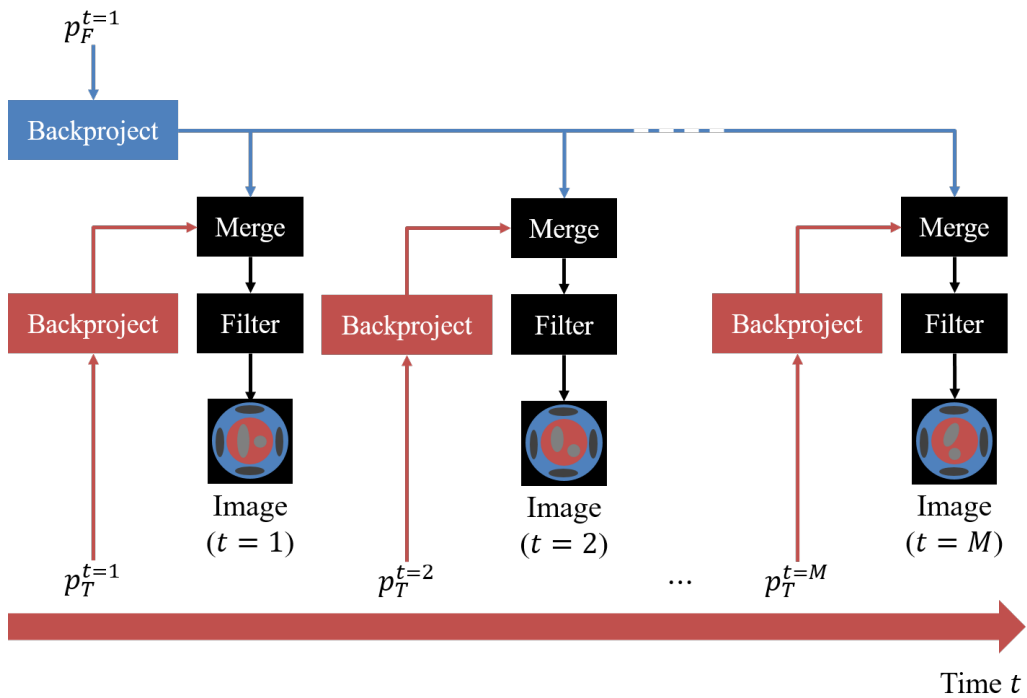 $p_F^{t=1}$
Backproject
Merge
Merge
Merge
Backproject
Filter
Backproject
Filter
Backproject
Filter
Image
(𝑡 = 1)
Image
(𝑡 = 2)
Image
(𝑡 = 𝑀)
$p_T^{t=1}$
$p_T^{t=2}$
...
$p_T^{t=M}$
Time 𝑡